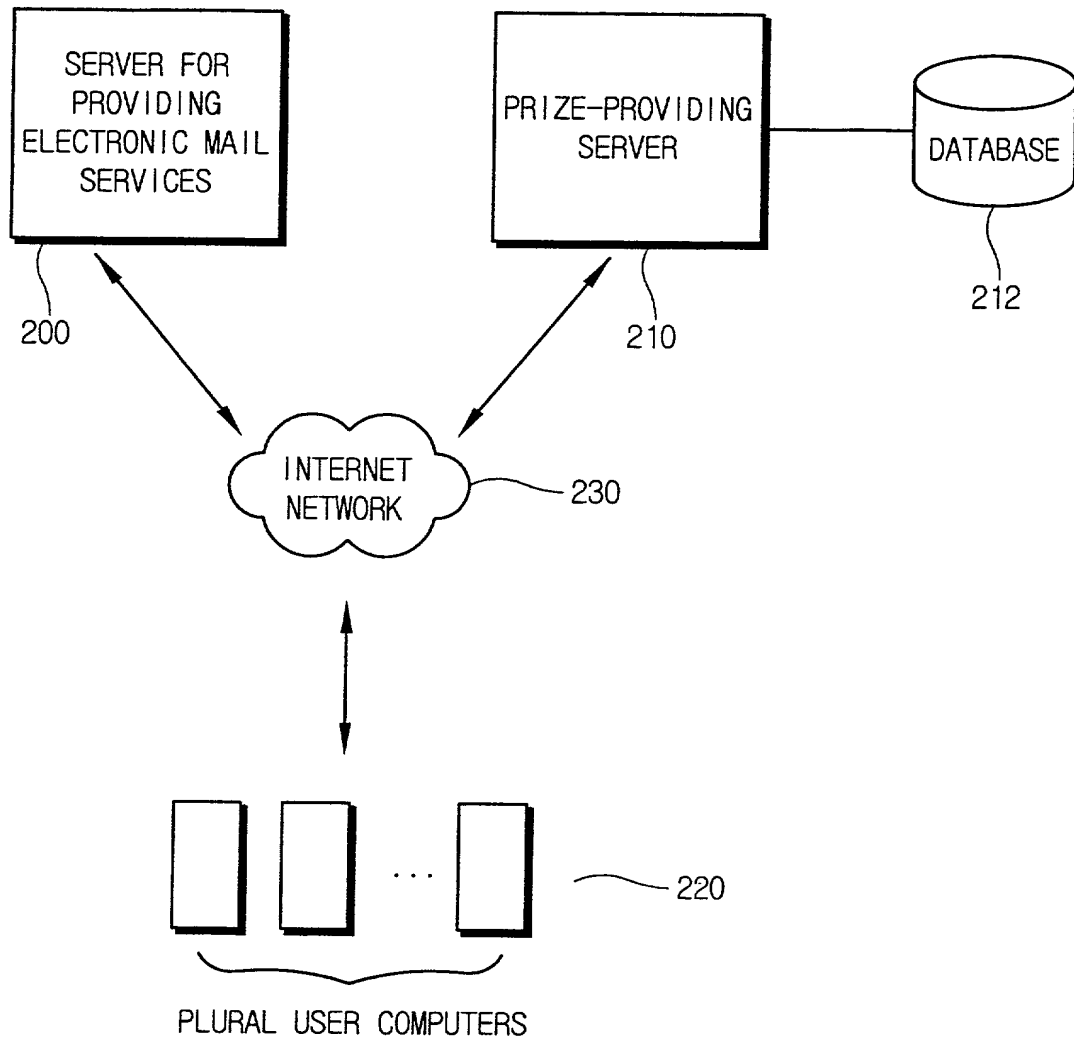 SERVER FOR
PROVIDING
ELECTRONIC MAIL
SERVICES
PRIZE-PROVIDING
SERVER
DATABASE
200
210
212
INTERNET
NETWORK
230
...
220
PLURAL USER COMPUTERS